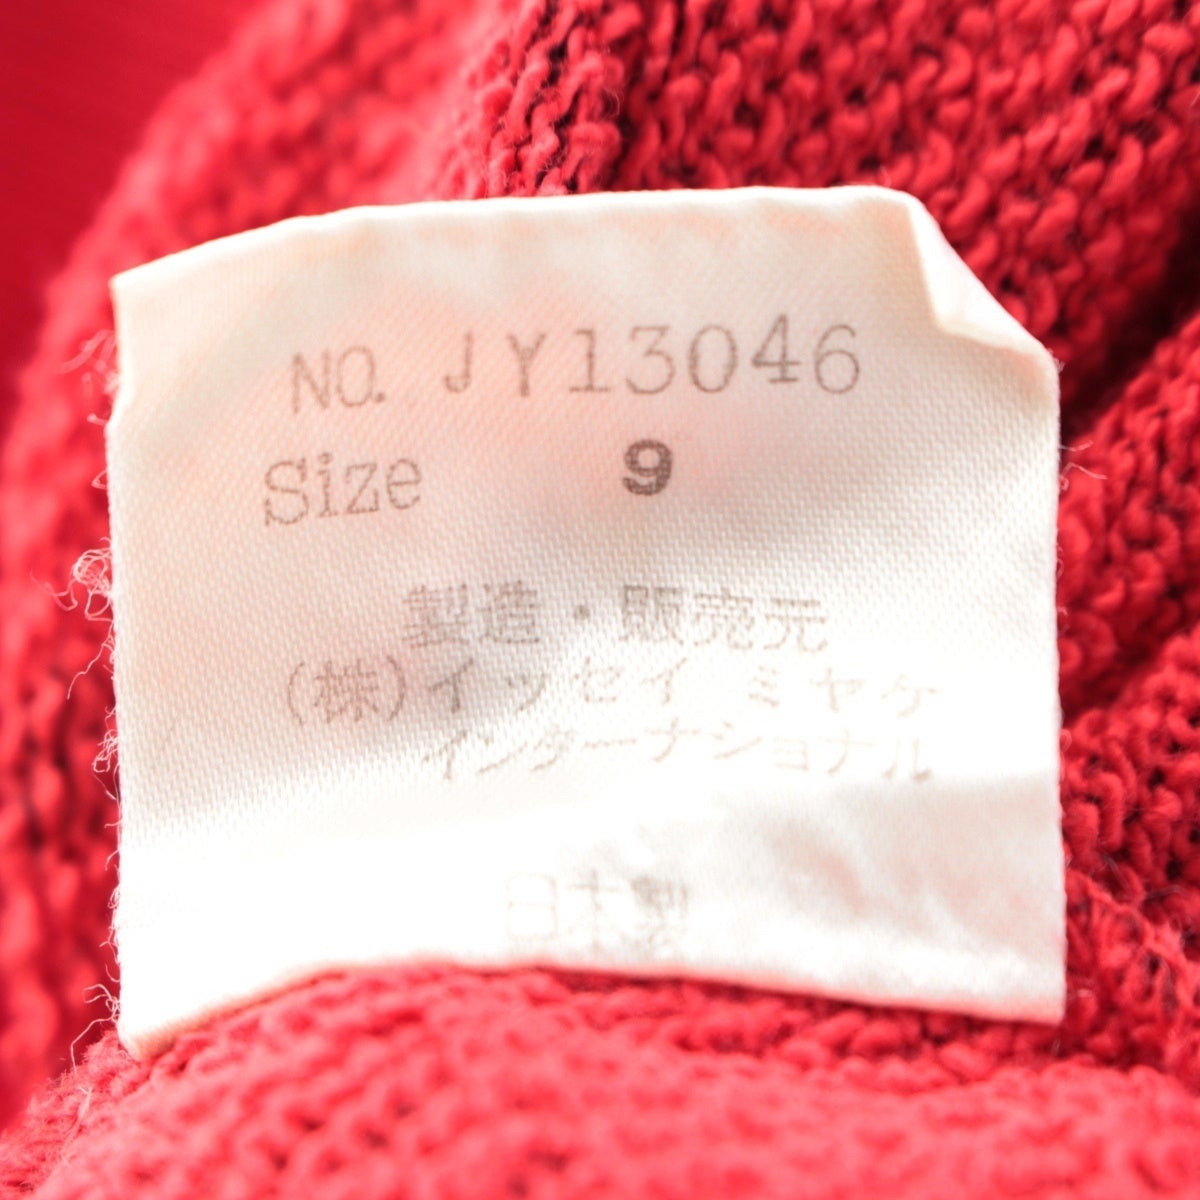 NO. JY13046
Size 9
製造・販売元
(株)イッセイ ミヤケ
インターナショナル
日本製